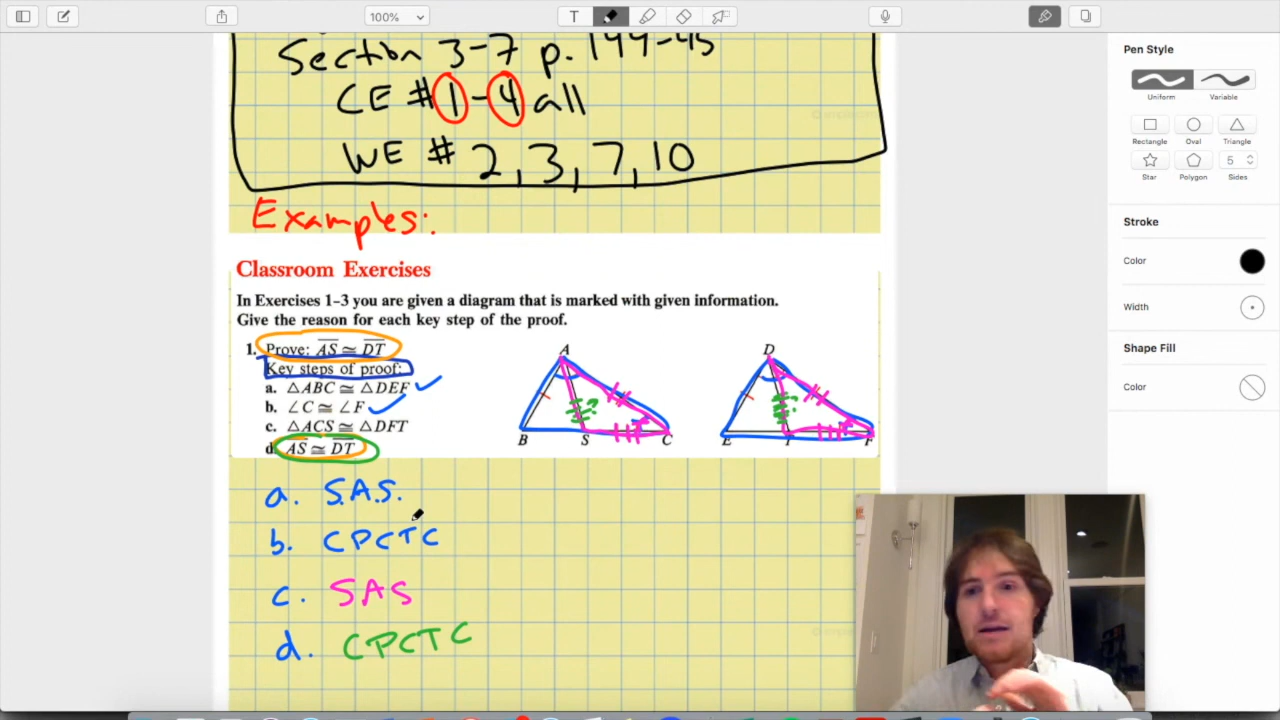 100%
T
Section 3-7 p. 144-45
CE #1-4 all
WE # 2, 3, 7, 10
Examples:
Classroom Exercises
In Exercises 1–3 you are given a diagram that is marked with given information.
Give the reason for each key step of the proof.
1. Prove: AS ≅ DT
Key steps of proof:
a. △ABC ≅ △DEF
b. ∠C ≅ ∠F
c. △ACS ≅ △DFT
d. AS ≅ DT
A
B
S
C
?
D
E
T
F
?
a. S.A.S.
b. CPCTC
c. SAS
d. CPCTC
Pen Style
Uniform
Variable
Rectangle
Oval
Triangle
5
Star
Polygon
Sides
Stroke
Color
Width
Shape Fill
Color